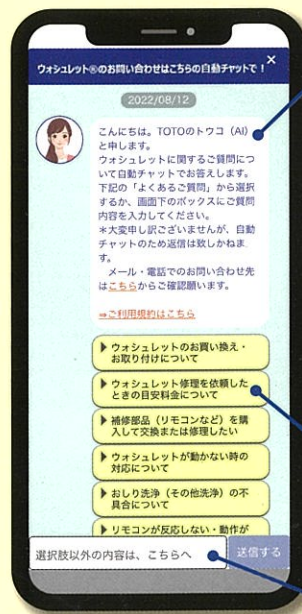 ウォシュレット®のお問い合わせはこちらの自動チャットで！
×
2022/08/12
こんにちは。TOTOのトウコ（AI）
と申します。
ウォシュレットに関するご質問につ
いて自動チャットでお答えします。
下記の「よくあるご質問」から選択
するか、画面下のボックスにご質問
内容を入力してください。
＊大変申し訳ございませんが、自動
チャットのため返信は致しかねま
す。
メール・電話でのお問い合わせ先
はこちらからご確認願います。
⇒ご利用規約はこちら
▶ウォシュレットのお買い換え・
お取り付けについて
▶ウォシュレット修理を依頼した
ときの目安料金について
▶補修部品（リモコンなど）を購
入して交換または修理したい
▶ウォシュレットが動かない時の
対応について
▶おしり洗浄（その他洗浄）の不
具合について
▶リモコンが反応しない・動作が
選択肢以外の内容は、こちらへ
送信する